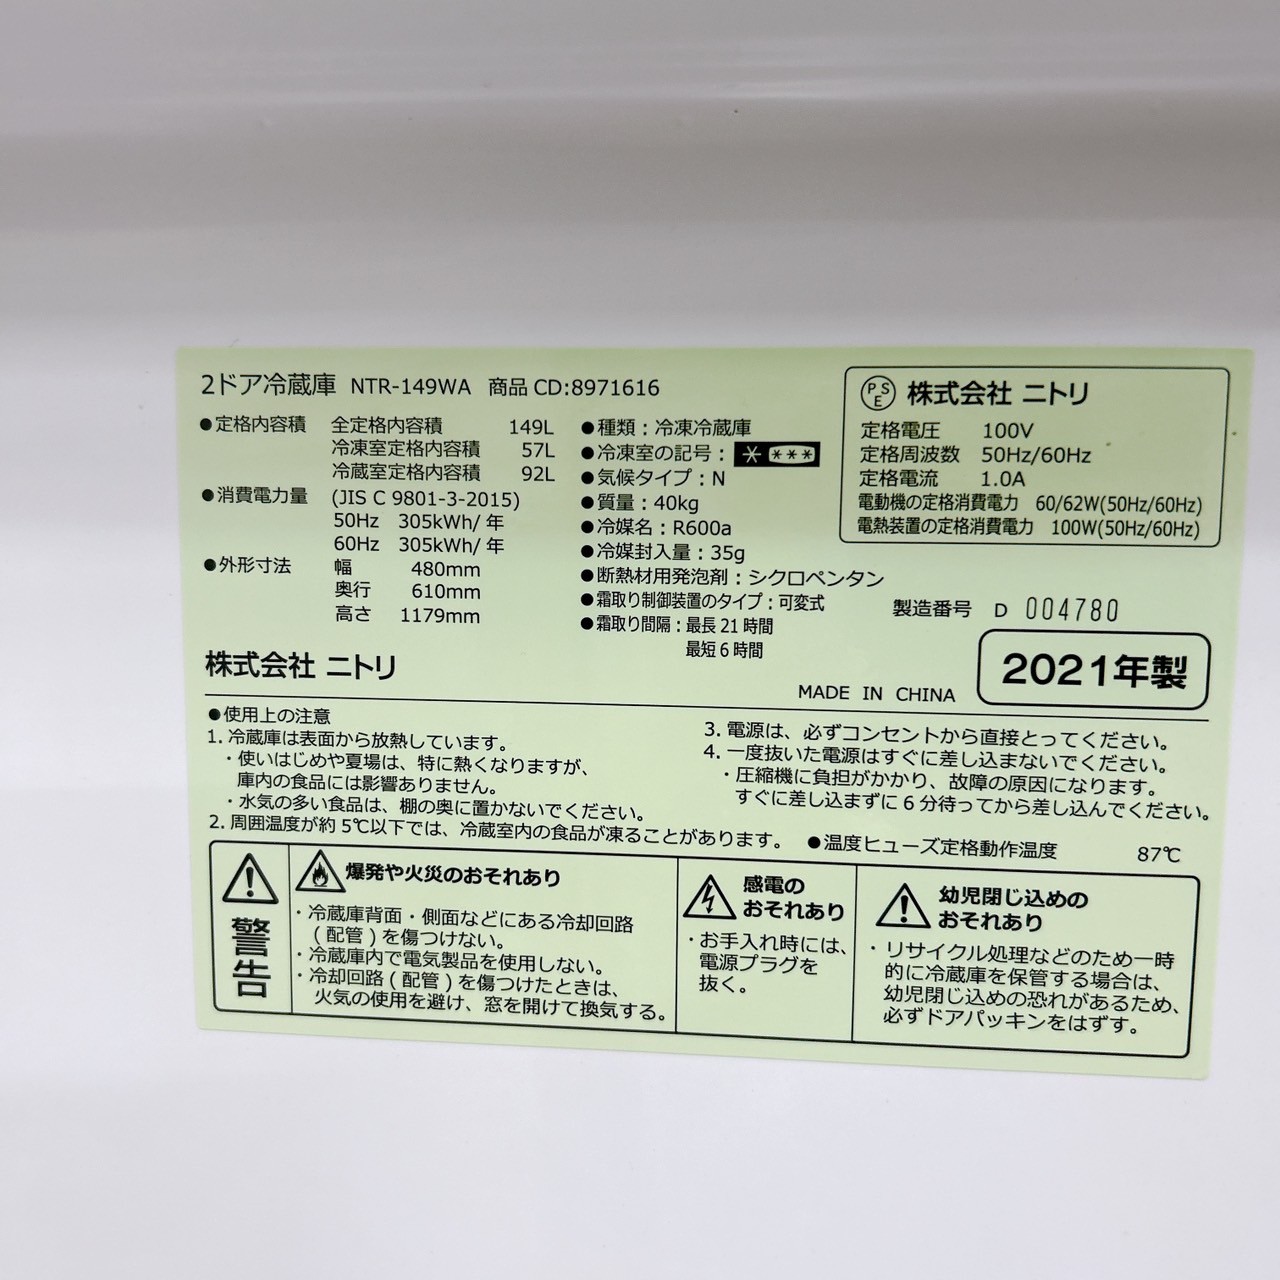 2ドア冷蔵庫 NTR-149WA 商品CD:8971616
●定格内容積 全定格内容積 149L
冷凍室定格内容積 57L
冷蔵室定格内容積 92L
●消費電力量 (JIS C 9801-3-2015)
50Hz 305kWh/年
60Hz 305kWh/年
●外形寸法 幅 480mm
奥行 610mm
高さ 1179mm
株式会社 ニトリ
●種類：冷凍冷蔵庫
●冷凍室の記号：* ***
●気候タイプ：N
●質量：40kg
●冷媒名：R600a
●冷媒封入量：35g
●断熱材用発泡剤：シクロペンタン
●霜取り制御装置のタイプ：可変式
●霜取り間隔：最長21時間
最短6時間
PSE 株式会社 ニトリ
定格電圧 100V
定格周波数 50Hz/60Hz
定格電流 1.0A
電動機の定格消費電力 60/62W(50Hz/60Hz)
電熱装置の定格消費電力 100W(50Hz/60Hz)
製造番号 D 004780
MADE IN CHINA
2021年製
●使用上の注意
1. 冷蔵庫は表面から放熱しています。
・使いはじめや夏場は、特に熱くなりますが、
庫内の食品には影響ありません。
・水気の多い食品は、棚の奥に置かないでください。
2. 周囲温度が約5℃以下では、冷蔵室内の食品が凍ることがあります。
3. 電源は、必ずコンセントから直接とってください。
4. 一度抜いた電源はすぐに差し込まないでください。
・圧縮機に負担がかかり、故障の原因になります。
すぐに差し込まずに6分待ってから差し込んでください。
●温度ヒューズ定格動作温度 87℃
警告
爆発や火災のおそれあり
・冷蔵庫背面・側面などにある冷却回路
(配管)を傷つけない。
・冷蔵庫内で電気製品を使用しない。
・冷却回路(配管)を傷つけたときは、
火気の使用を避け、窓を開けて換気する。
感電の
おそれあり
・お手入れ時には、
電源プラグを
抜く。
幼児閉じ込めの
おそれあり
・リサイクル処理などのため一時
的に冷蔵庫を保管する場合は、
幼児閉じ込めの恐れがあるため、
必ずドアパッキンをはずす。